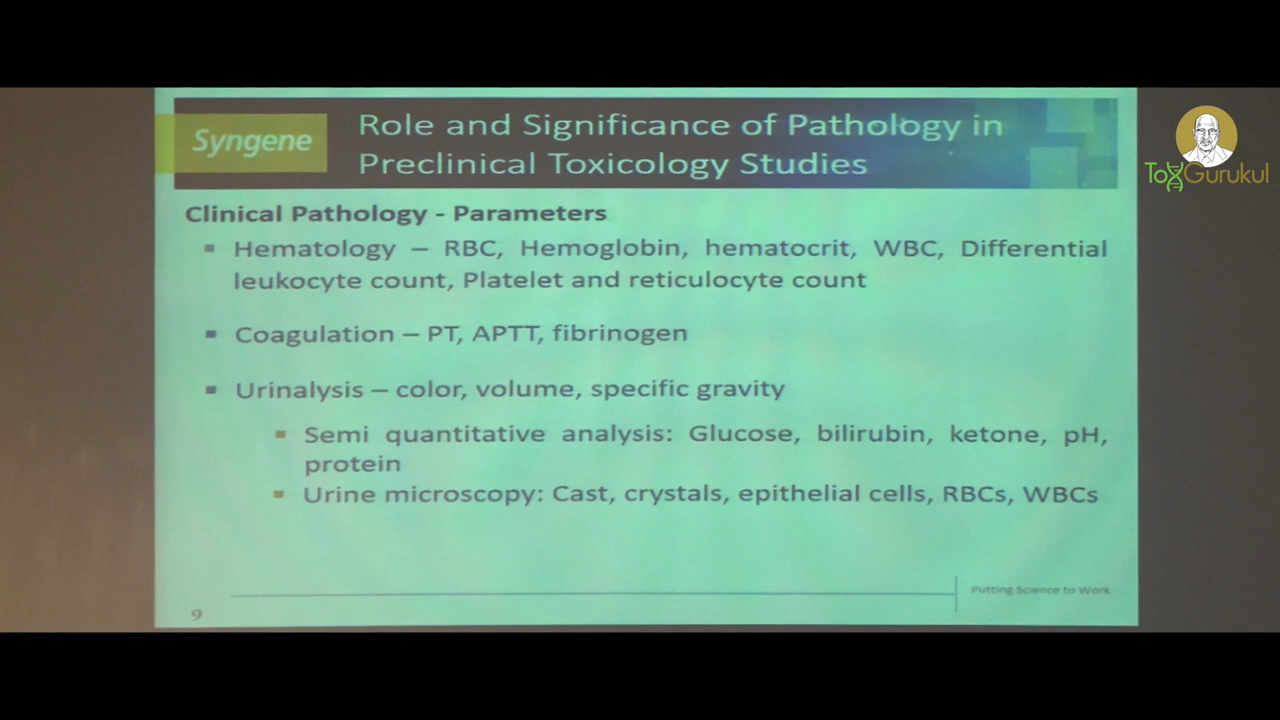 Syngene
Role and Significance of Pathology in
Preclinical Toxicology Studies
ToxGurukul
Clinical Pathology - Parameters
▪ Hematology – RBC, Hemoglobin, hematocrit, WBC, Differential
leukocyte count, Platelet and reticulocyte count
▪ Coagulation – PT, APTT, fibrinogen
▪ Urinalysis – color, volume, specific gravity
▪ Semi quantitative analysis: Glucose, bilirubin, ketone, pH,
protein
▪ Urine microscopy: Cast, crystals, epithelial cells, RBCs, WBCs
Putting Science to Work
9